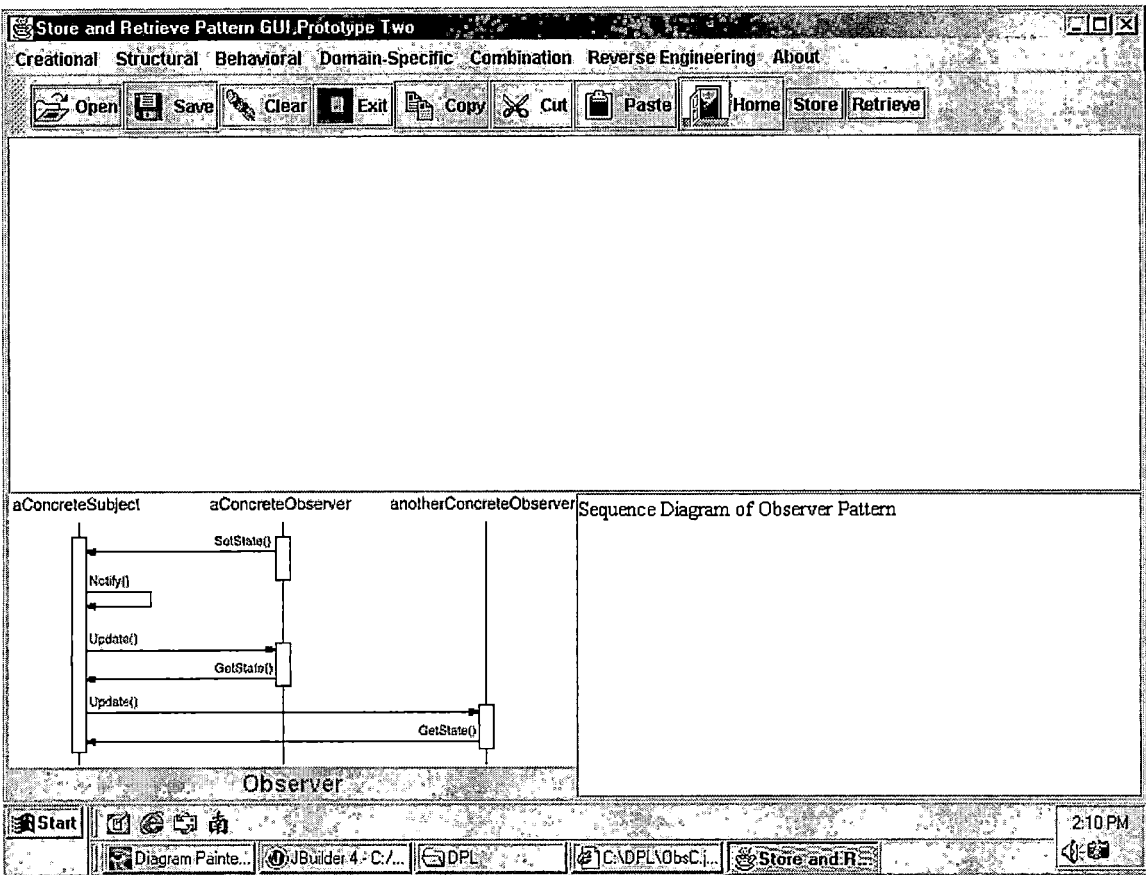 Store and Retrieve Pattern GUI,Prototype Two
Creational Structural Behavioral Domain-Specific Combination Reverse Engineering About
Open Save Clear Exit Copy Cut Paste Home Store Retrieve
aConcreteSubject aConcreteObserver anotherConcreteObserver
Sequence Diagram of Observer Pattern
SetState()
Notify()
Update()
GetState()
Update()
GetState()
Observer
Start 南 2:10 PM
Diagram Painte... JBuilder 4 - C:/... DPL C:\DPL\ObsC.j... Store and R